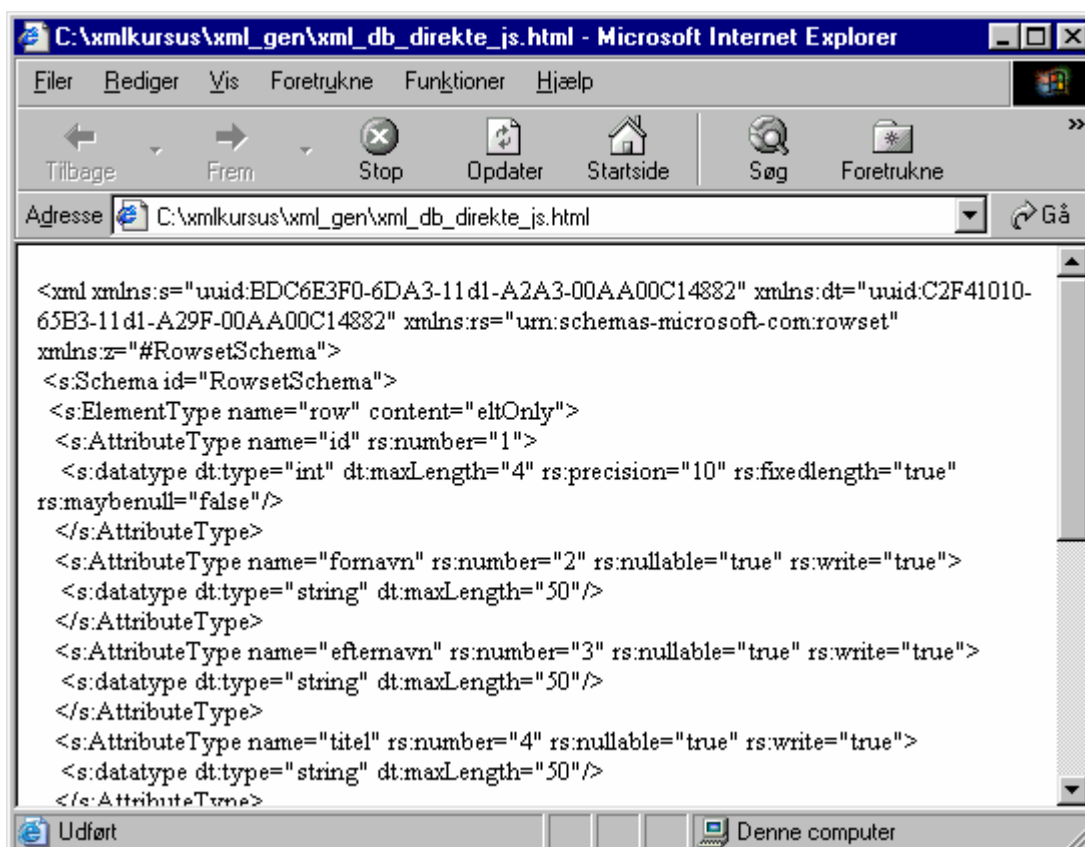 C:\xmlkursus\xml_gen\xml_db_direkte_js.html - Microsoft Internet Explorer
Filer Rediger Vis Foretrukne Funktioner Hjælp
»
Tilbage Frem Stop Opdater Startside Søg Foretrukne
Adresse C:\xmlkursus\xml_gen\xml_db_direkte_js.html Gå
<xml xmlns:s="uuid:BDC6E3F0-6DA3-11d1-A2A3-00AA00C14882" xmlns:dt="uuid:C2F41010-
65B3-11d1-A29F-00AA00C14882" xmlns:rs="urn:schemas-microsoft-com:rowset"
xmlns:z="#RowsetSchema">
<s:Schema id="RowsetSchema">
<s:ElementType name="row" content="eltOnly">
<s:AttributeType name="id" rs:number="1">
<s:datatype dt:type="int" dt:maxLength="4" rs:precision="10" rs:fixedlength="true"
rs:maybenull="false"/>
</s:AttributeType>
<s:AttributeType name="fornavn" rs:number="2" rs:nullable="true" rs:write="true">
<s:datatype dt:type="string" dt:maxLength="50"/>
</s:AttributeType>
<s:AttributeType name="efternavn" rs:number="3" rs:nullable="true" rs:write="true">
<s:datatype dt:type="string" dt:maxLength="50"/>
</s:AttributeType>
<s:AttributeType name="titel" rs:number="4" rs:nullable="true" rs:write="true">
<s:datatype dt:type="string" dt:maxLength="50"/>
</s:AttributeType>
Udført Denne computer